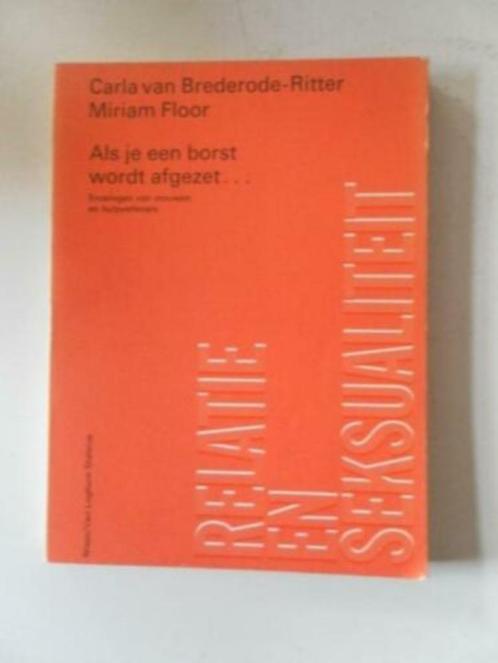 Carla van Brederode-Ritter
Miriam Floor
Als je een borst
wordt afgezet...
Ervaringen van vrouwen
en hulpverleners
RELATIE
EN
SEKSUALITEIT
Van Loghum Slaterus